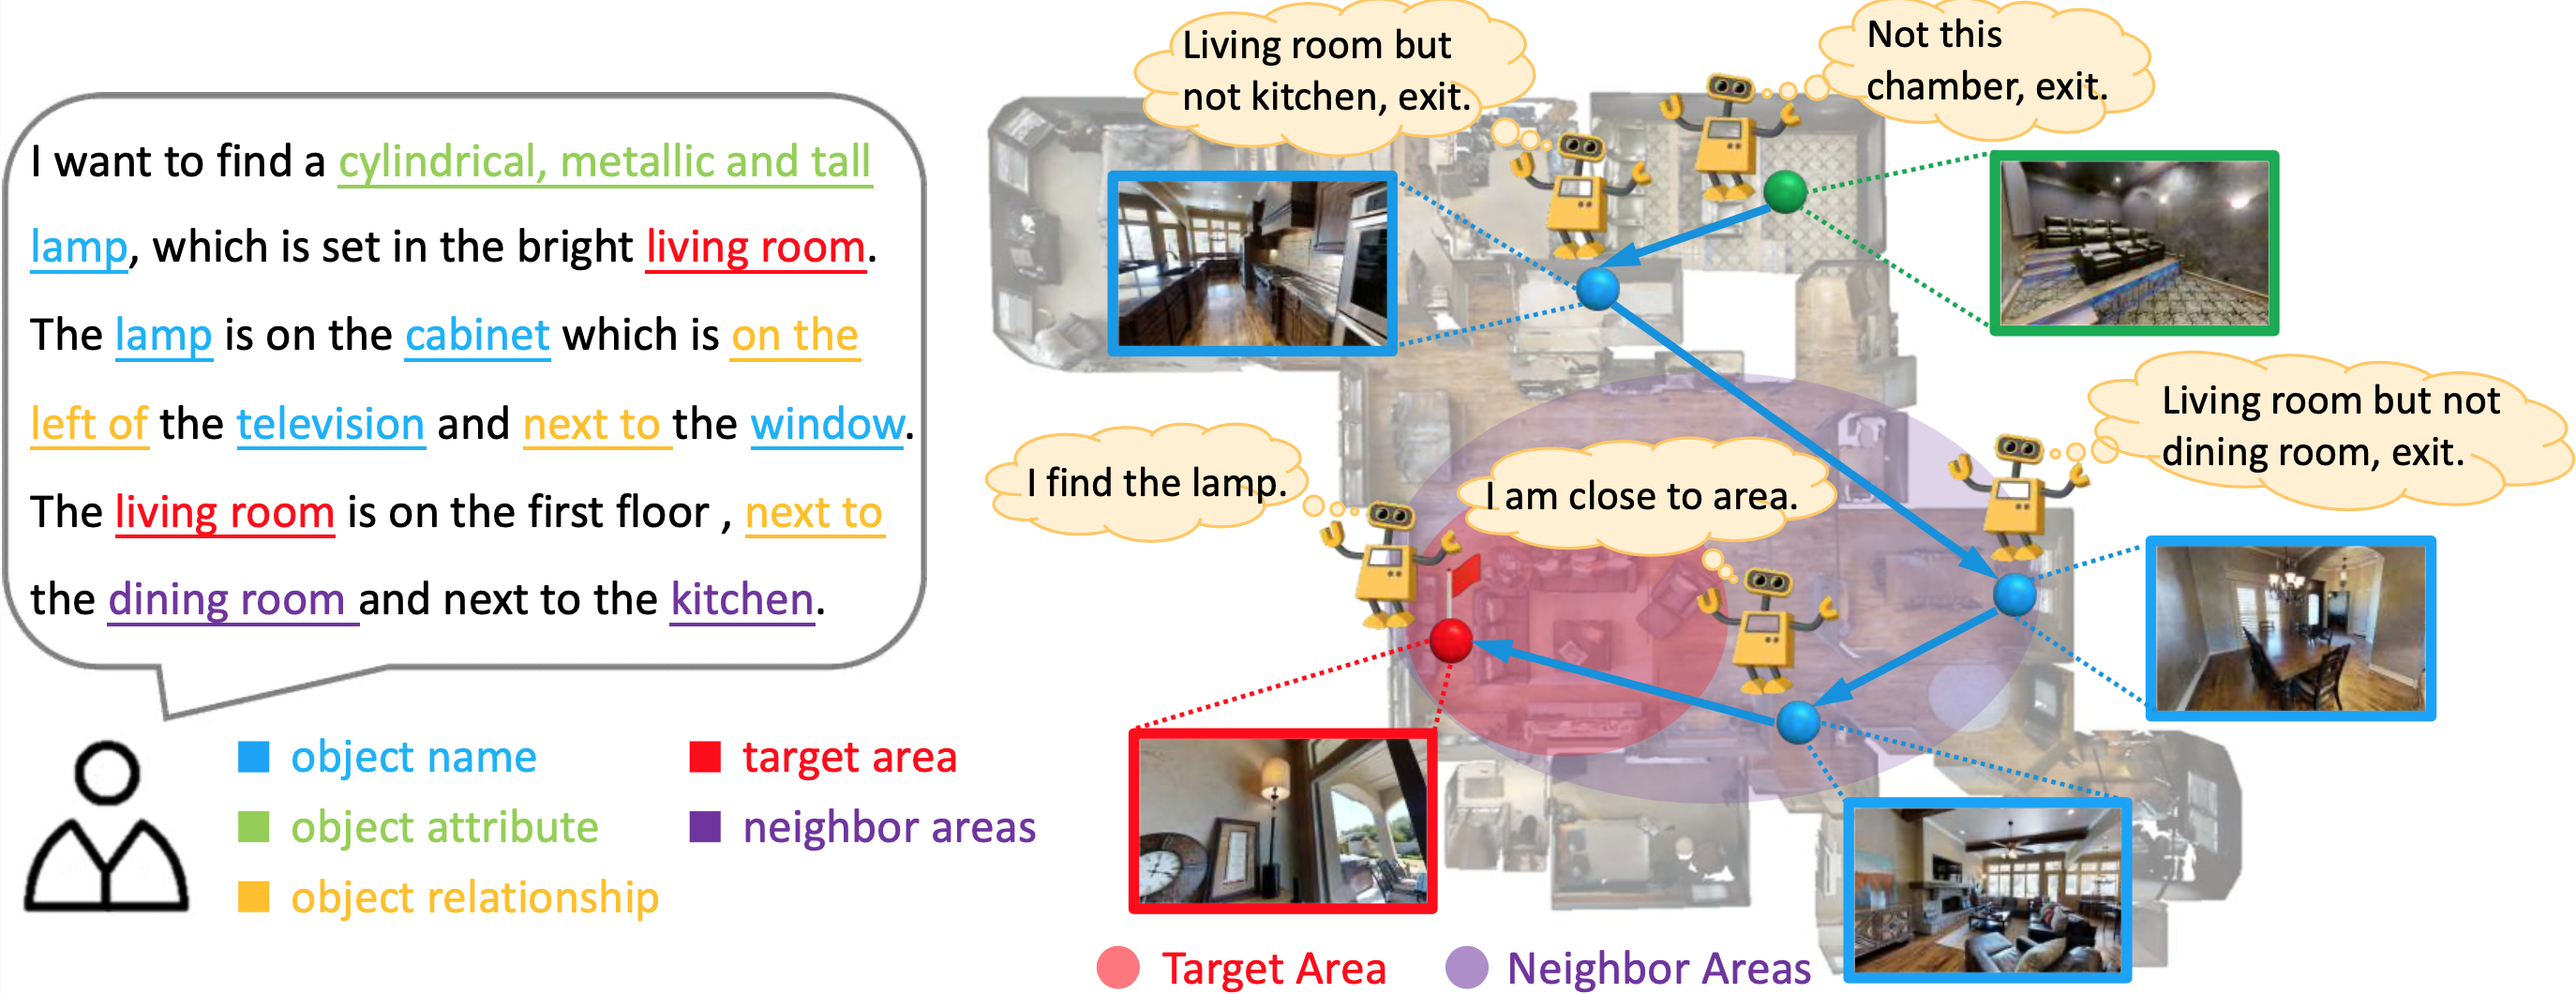 I want to find a cylindrical, metallic and tall
lamp, which is set in the bright living room.
The lamp is on the cabinet which is on the
left of the television and next to the window.
The living room is on the first floor , next to
the dining room and next to the kitchen.
object name
object attribute
object relationship
target area
neighbor areas
Living room but
not kitchen, exit.
Not this
chamber, exit.
Living room but not
dining room, exit.
I find the lamp.
I am close to area.
Target Area
Neighbor Areas